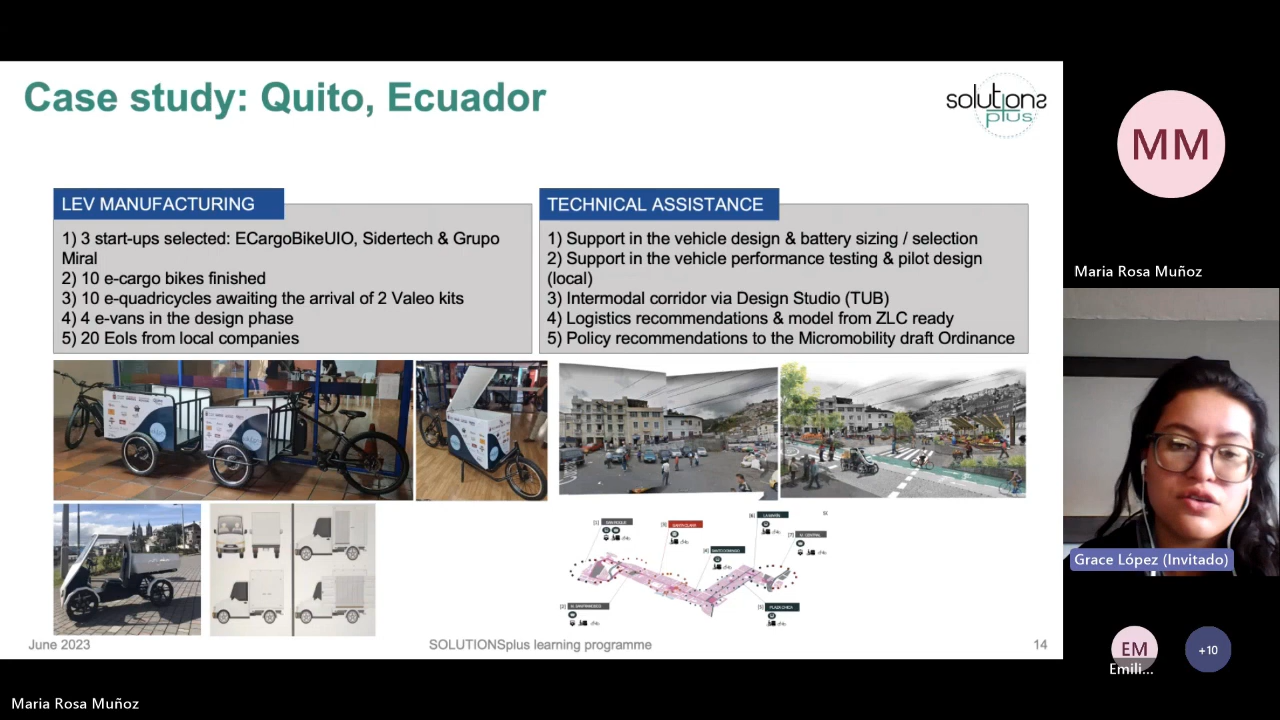 Case study: Quito, Ecuador
solutions
plus
LEV MANUFACTURING
1) 3 start-ups selected: ECargoBikeUIO, Sidertech & Grupo
Miral
2) 10 e-cargo bikes finished
3) 10 e-quadricycles awaiting the arrival of 2 Valeo kits
4) 4 e-vans in the design phase
5) 20 EoIs from local companies
TECHNICAL ASSISTANCE
1) Support in the vehicle design & battery sizing / selection
2) Support in the vehicle performance testing & pilot design
(local)
3) Intermodal corridor via Design Studio (TUB)
4) Logistics recommendations & model from ZLC ready
5) Policy recommendations to the Micromobility draft Ordinance
June 2023
SOLUTIONSplus learning programme
14
MM
Maria Rosa Muñoz
Grace López (Invitado)
EM
Emili...
+10
Maria Rosa Muñoz